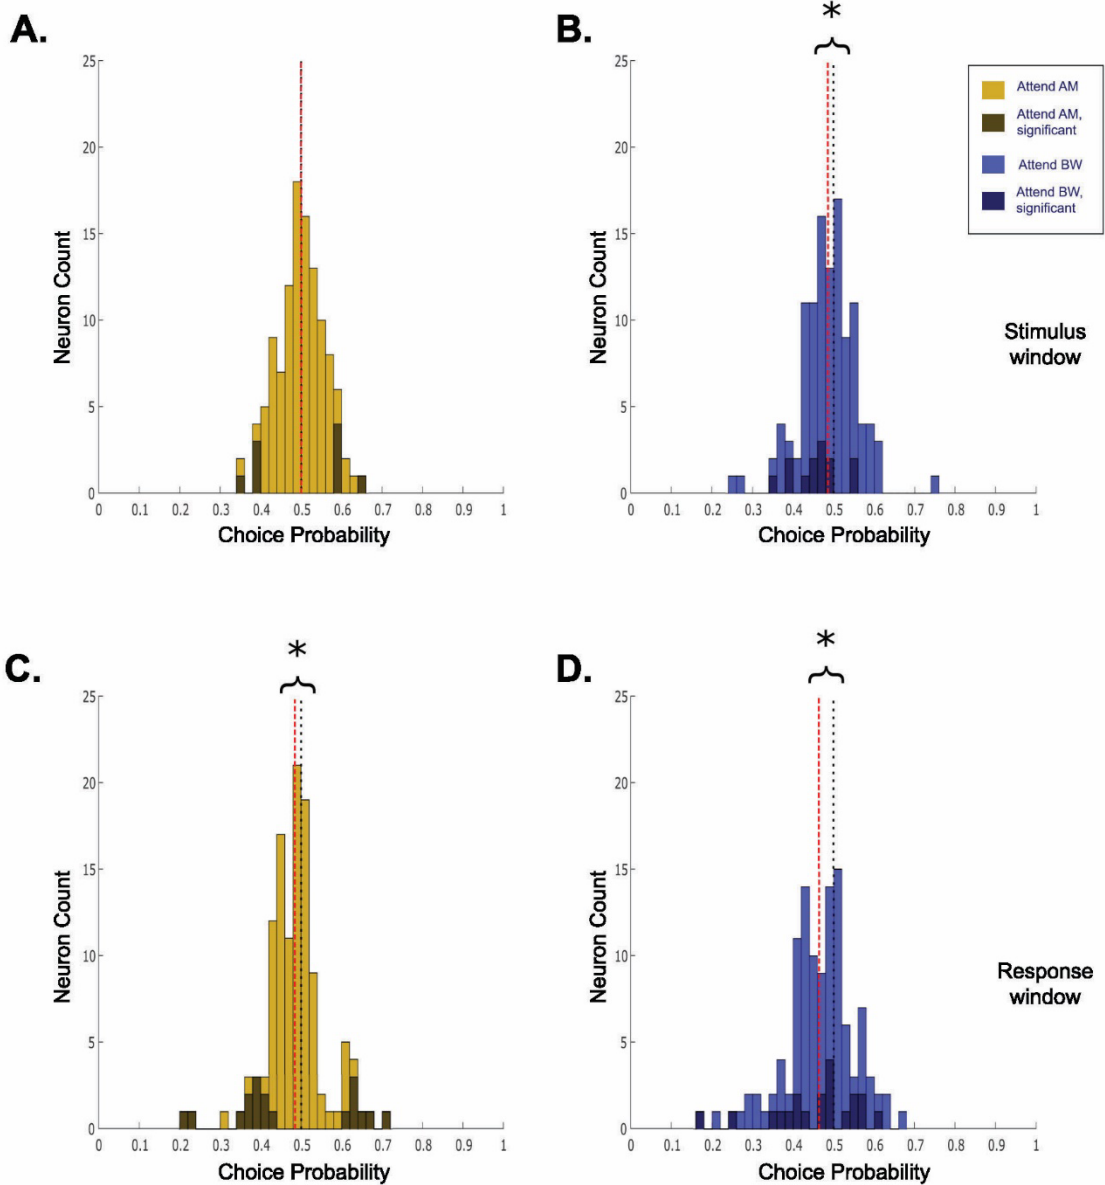 A.
25
20
15
10
5
0
Neuron Count
0 0.1 0.2 0.3 0.4 0.5 0.6 0.7 0.8 0.9 1
Choice Probability
B.
*
25
20
15
10
5
0
Neuron Count
0 0.1 0.2 0.3 0.4 0.5 0.6 0.7 0.8 0.9 1
Choice Probability
Attend AM
Attend AM,
significant
Attend BW
Attend BW,
significant
Stimulus
window
C.
*
25
20
15
10
5
0
Neuron Count
0 0.1 0.2 0.3 0.4 0.5 0.6 0.7 0.8 0.9 1
Choice Probability
D.
*
25
20
15
10
5
0
Neuron Count
0 0.1 0.2 0.3 0.4 0.5 0.6 0.7 0.8 0.9 1
Choice Probability
Response
window